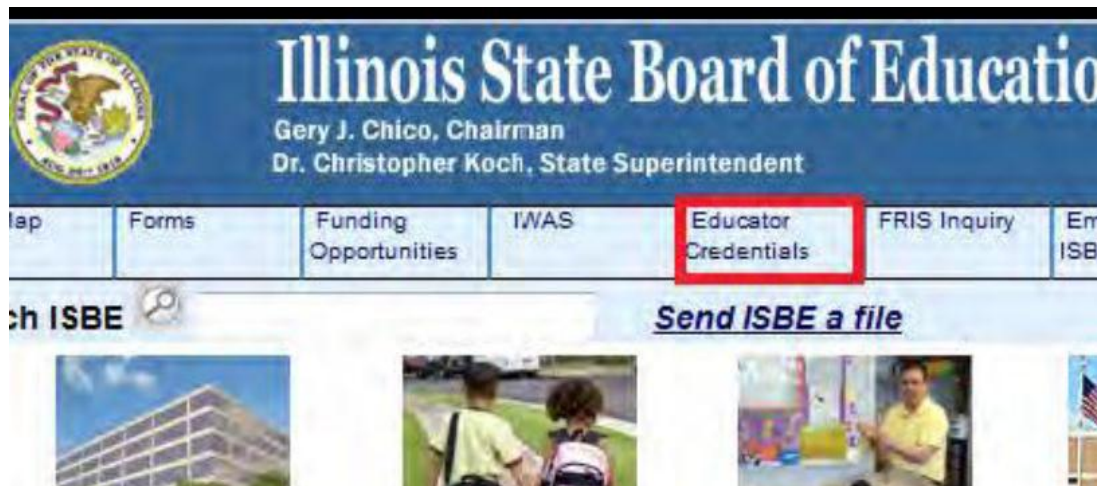 Illinois State Board of Educatio
Gery J. Chico, Chairman
Dr. Christopher Koch, State Superintendent
Forms
Funding
Opportunities
IWAS
Educator
Credentials
FRIS Inquiry
Em
ISB
ch ISBE
Send ISBE a file